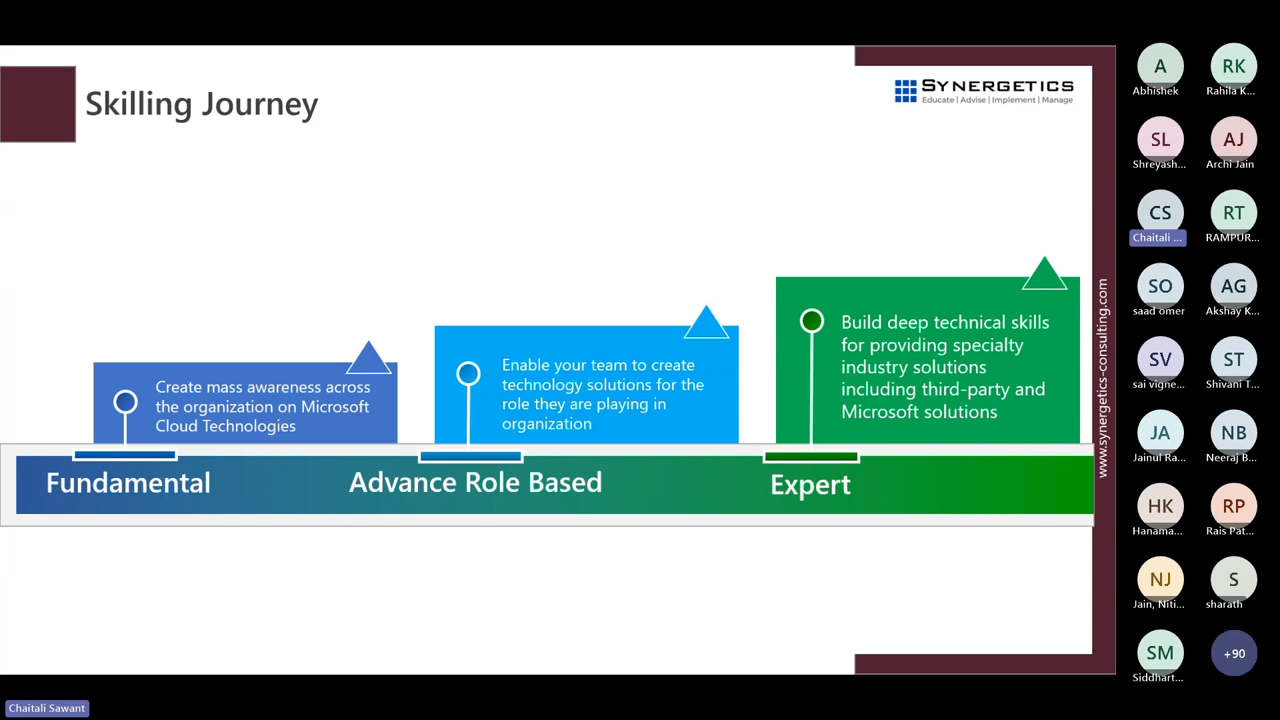 Skilling Journey
SYNERGETICS
Educate | Advise | Implement | Manage
Create mass awareness across
the organization on Microsoft
Cloud Technologies
Enable your team to create
technology solutions for the
role they are playing in
organization
Build deep technical skills
for providing specialty
industry solutions
including third-party and
Microsoft solutions
Fundamental
Advance Role Based
Expert
www.synergetics-consulting.com
A
Abhishek
RK
Rahila K...
SL
Shreyash...
AJ
Archi Jain
CS
Chaitali ...
RT
RAMPUR...
SO
saad omer
AG
Akshay K...
SV
sai vigne...
ST
Shivani T...
JA
Jainul Ra...
NB
Neeraj B...
HK
Hanama...
RP
Rais Pat...
NJ
Jain, Niti...
S
sharath
SM
Siddhart...
+90
Chaitali Sawant